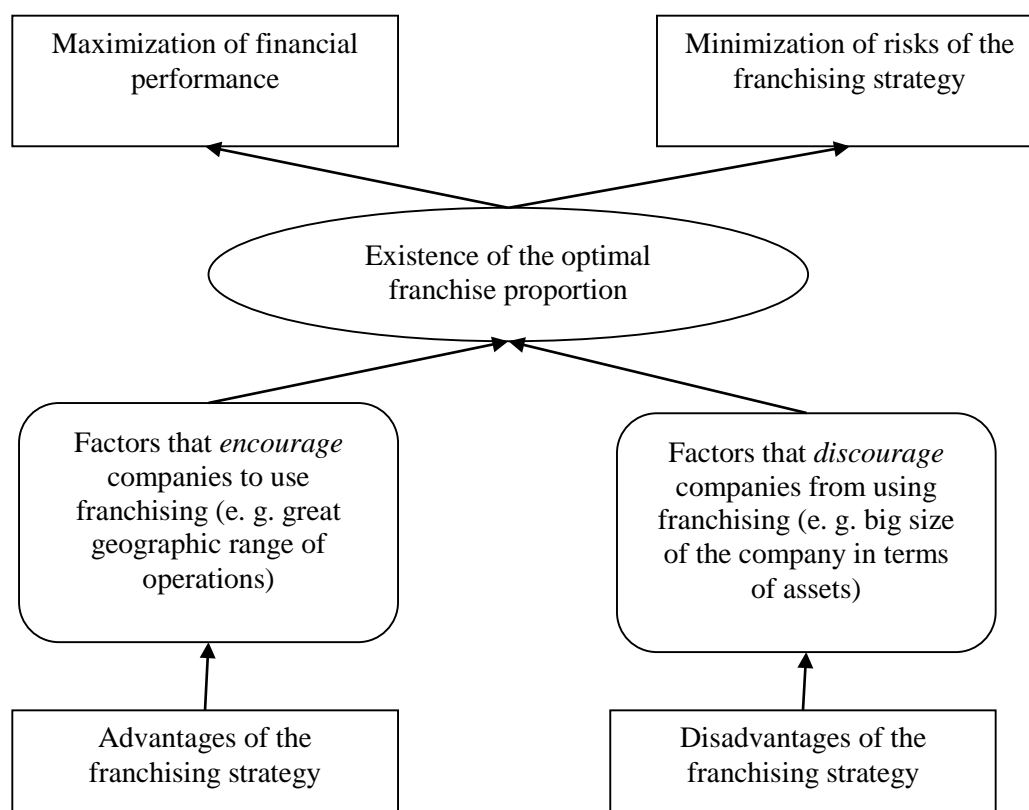 Maximization of financial
performance
Minimization of risks of the
franchising strategy
Existence of the optimal
franchise proportion
Factors that encourage
companies to use
franchising (e. g. great
geographic range of
operations)
Factors that discourage
companies from using
franchising (e. g. big size
of the company in terms
of assets)
Advantages of the
franchising strategy
Disadvantages of the
franchising strategy